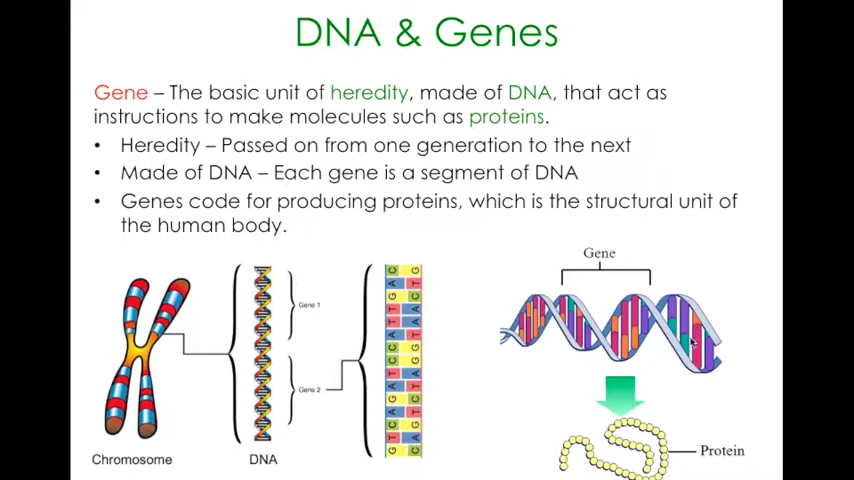 DNA & Genes
Gene – The basic unit of heredity, made of DNA, that act as
instructions to make molecules such as proteins.
• Heredity – Passed on from one generation to the next
• Made of DNA – Each gene is a segment of DNA
• Genes code for producing proteins, which is the structural unit of
the human body.
Gene
Gene 1
Gene 2
G T C A G A T C C A T T G A C
C A G T C T A G G T A A C T G
Protein
Chromosome
DNA